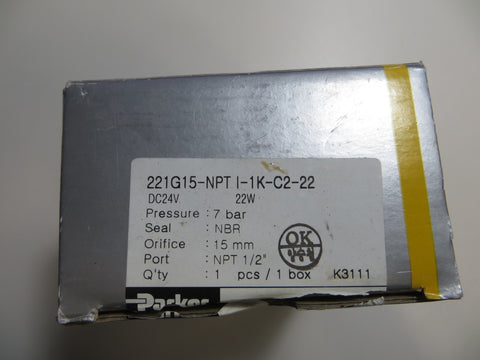 221G15-NPT I-1K-C2-22
DC24V 22W
Pressure : 7 bar
Seal : NBR
Orifice : 15 mm
Port : NPT 1/2"
Q'ty : 1 pcs / 1 box K3111
OK
Parker